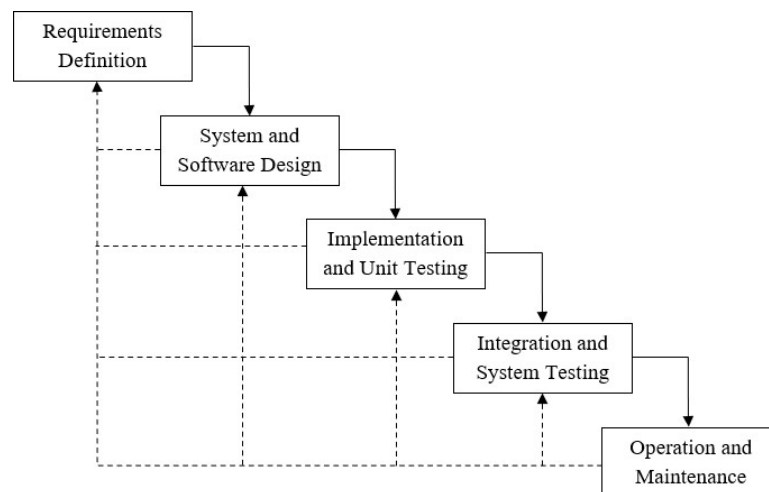 Requirements
Definition
System and
Software Design
Implementation
and Unit Testing
Integration and
System Testing
Operation and
Maintenance